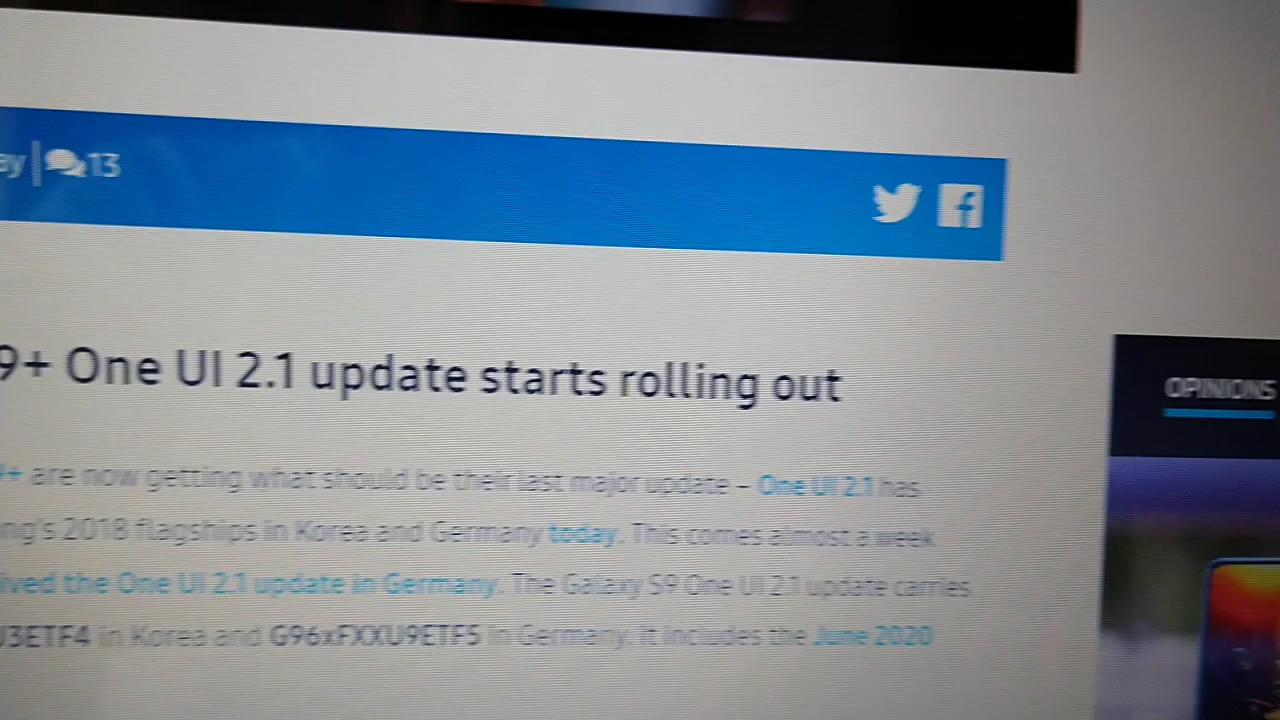 ay 13
9+ One UI 2.1 update starts rolling out
OPINIONS
9+ are now getting what should be their last major update – One UI 2.1 has
ng's 2018 flagships in Korea and Germany today. This comes almost a week
ived the One UI 2.1 update in Germany. The Galaxy S9 One UI 2.1 update carries
U3ETF4 in Korea and G96xFXXU9ETF5 in Germany. It includes the June 2020